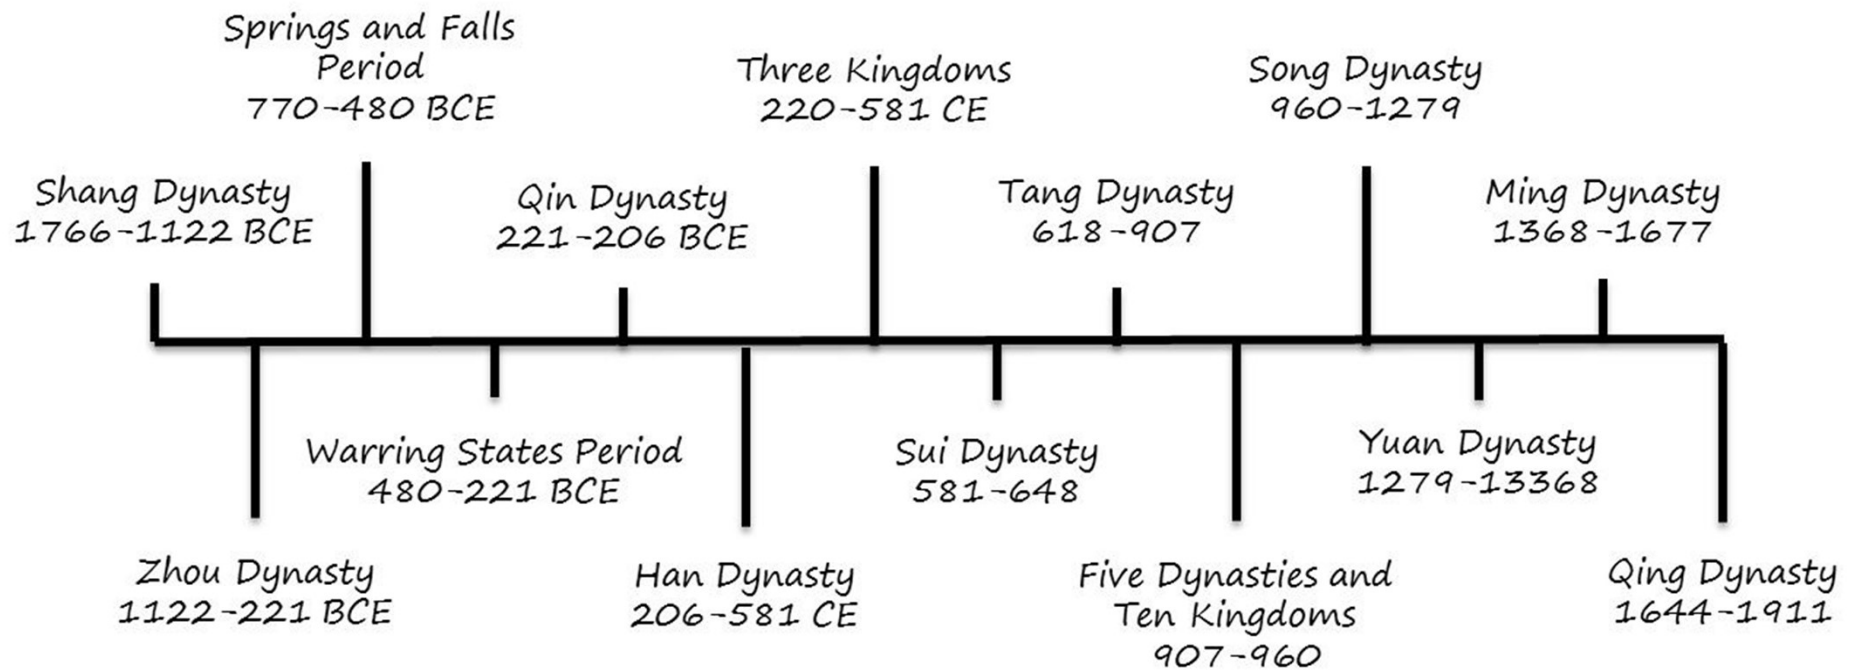 Springs and Falls
Period
770-480 BCE
Three Kingdoms
220-581 CE
Song Dynasty
960-1279
Shang Dynasty
1766-1122 BCE
Qin Dynasty
221-206 BCE
Tang Dynasty
618-907
Ming Dynasty
1368-1677
Warring States Period
480-221 BCE
Sui Dynasty
581-648
Yuan Dynasty
1279-13368
Zhou Dynasty
1122-221 BCE
Han Dynasty
206-581 CE
Five Dynasties and
Ten Kingdoms
907-960
Qing Dynasty
1644-1911